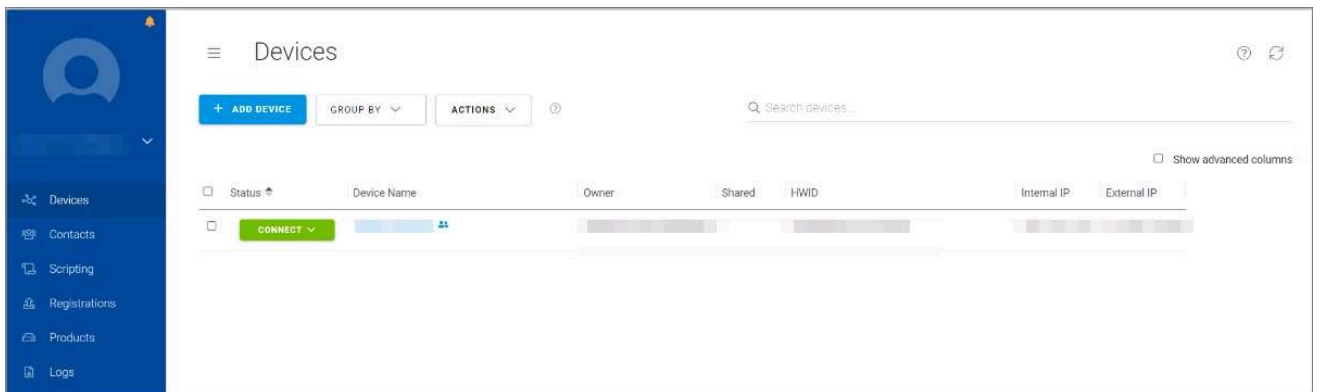 Devices
+ ADD DEVICE GROUP BY ACTIONS Search devices...
Show advanced columns
Status Device Name Owner Shared HWID Internal IP External IP
CONNECT
Devices
Contacts
Scripting
Registrations
Products
Logs